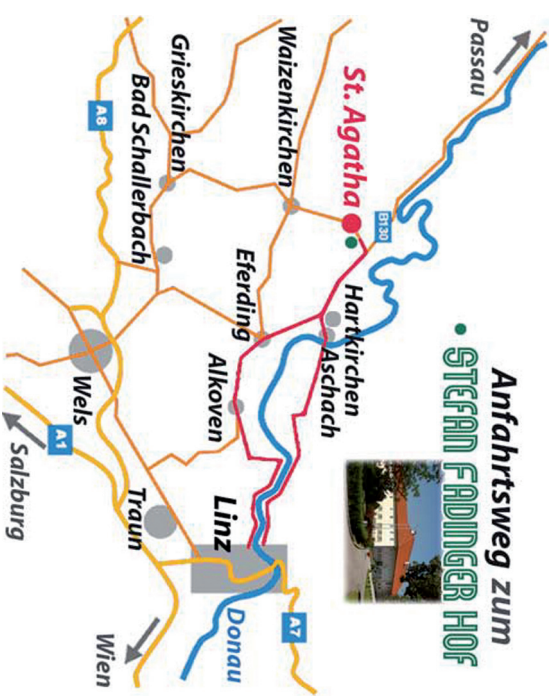 Anfahrtsweg zum
STEFAN FADINGER HOF
Passau
B130
St. Agatha
Waizenkirchen
Hartkirchen
Aschach
Grieskirchen
Bad Schallerbach
Eferding
Alkoven
A8
Wels
Linz
Traun
Donau
A7
A1
Salzburg
Wien